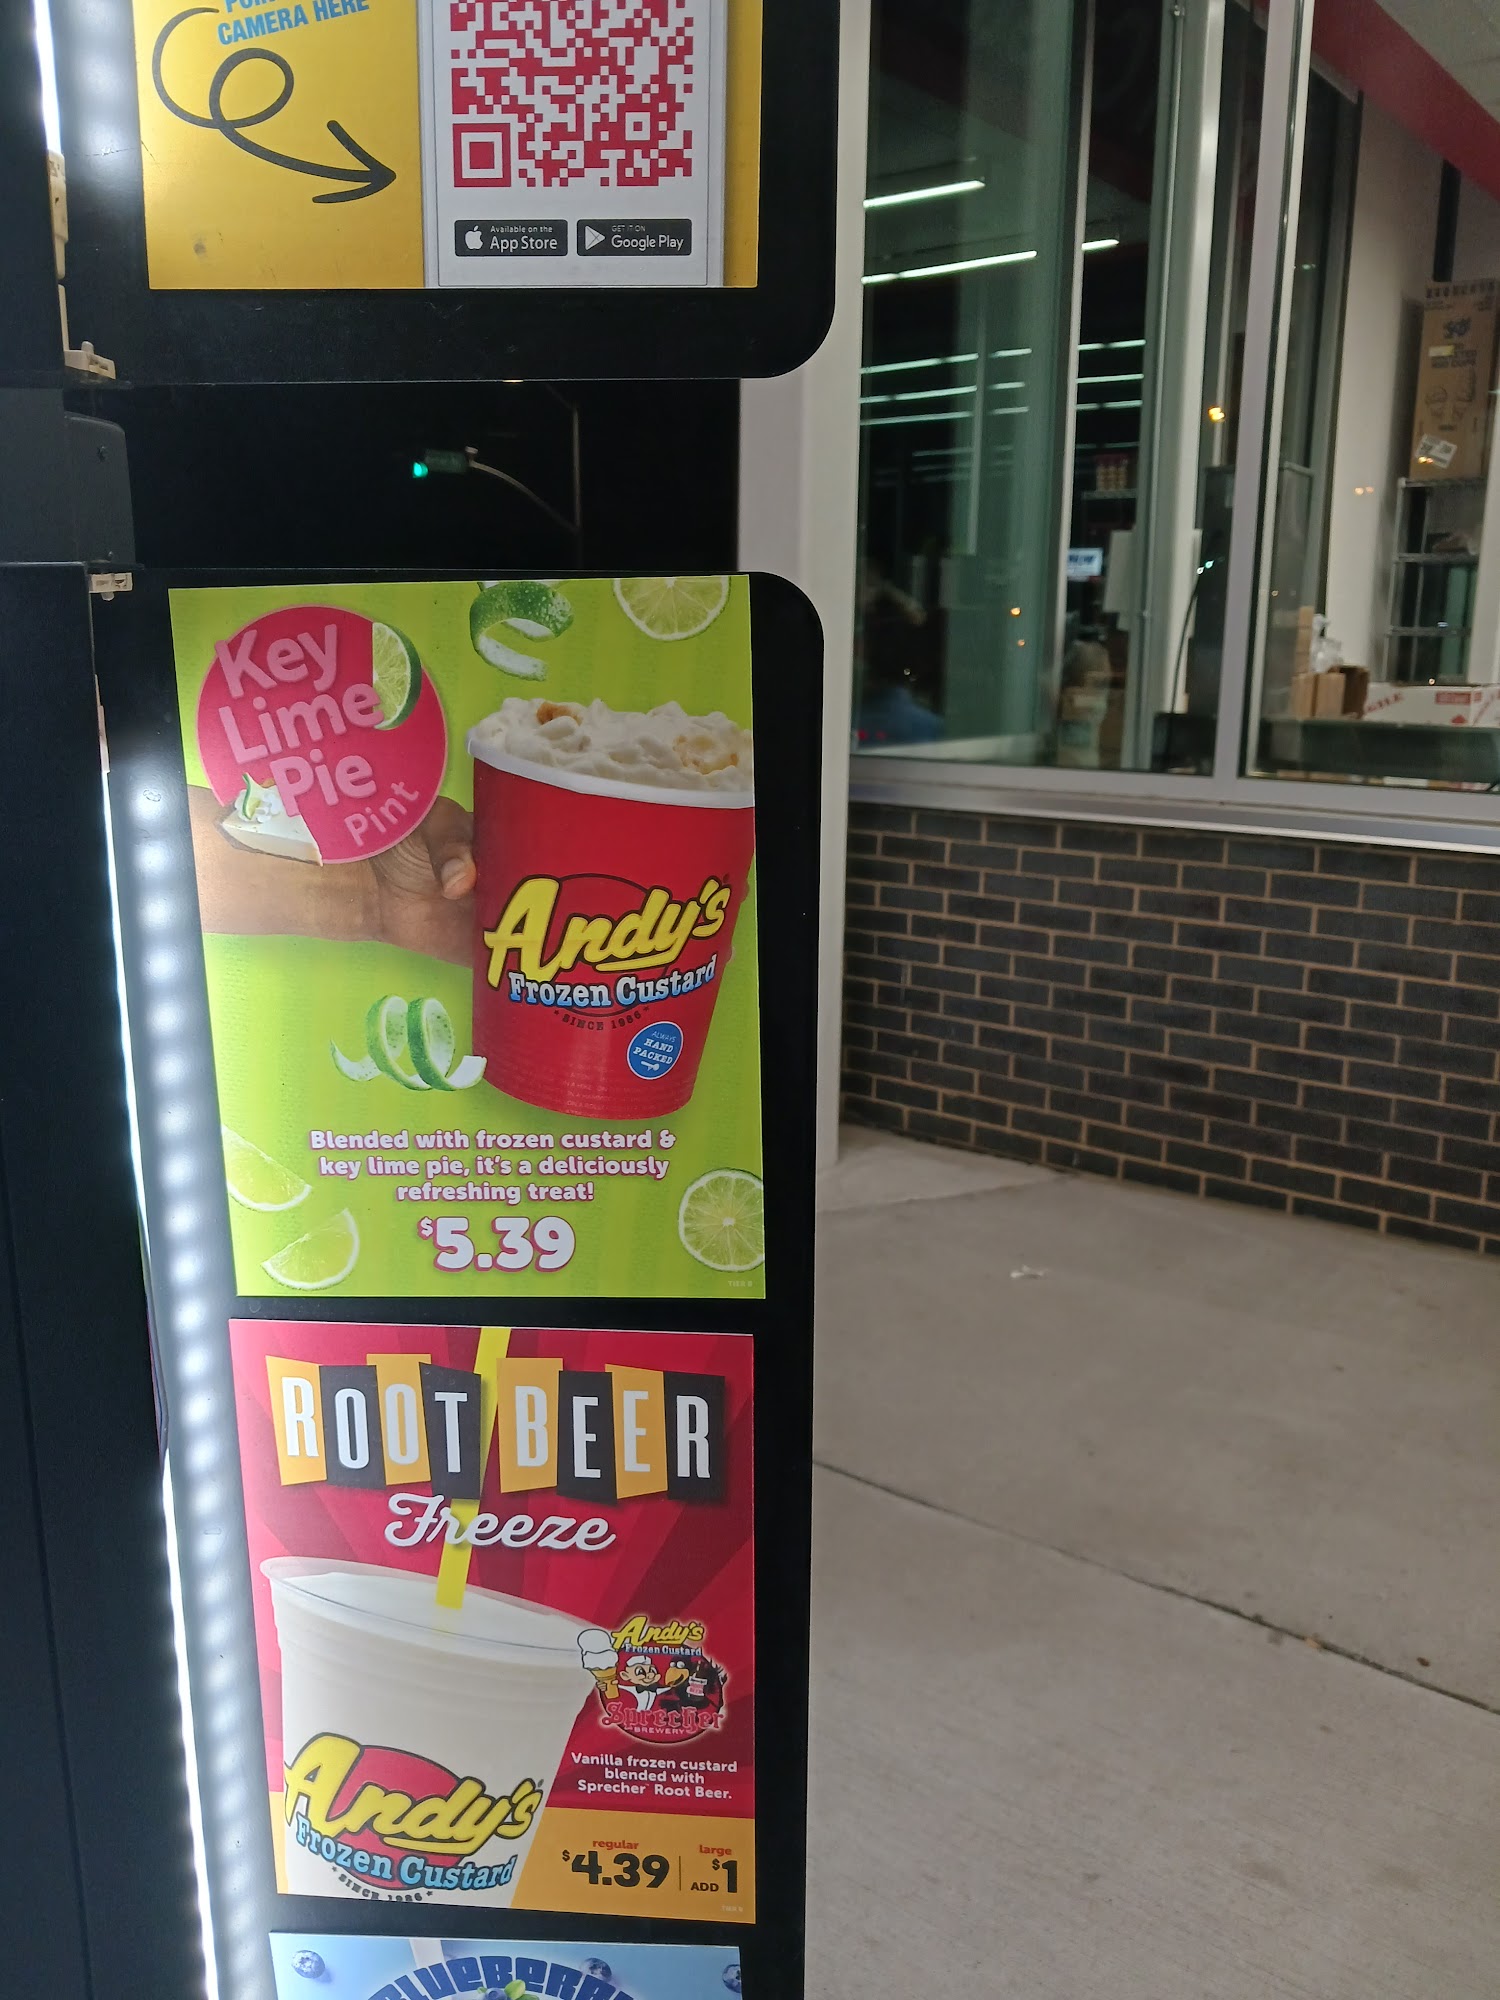 CAMERA HERE
Available on the
App Store
GET IT ON
Google Play
Key
Lime
Pie
Pint
Andy's
Frozen Custard
SINCE 1986
ALWAYS
HAND
PACKED
Blended with frozen custard &
key lime pie, it's a deliciously
refreshing treat!
$5.39
ROOT BEER
Freeze
Andy's
Frozen Custard
Sprecher
BREWERY
Vanilla frozen custard
blended with
Sprecher™ Root Beer.
Andy's
Frozen Custard
SINCE 1986
regular
$4.39
large
ADD $1